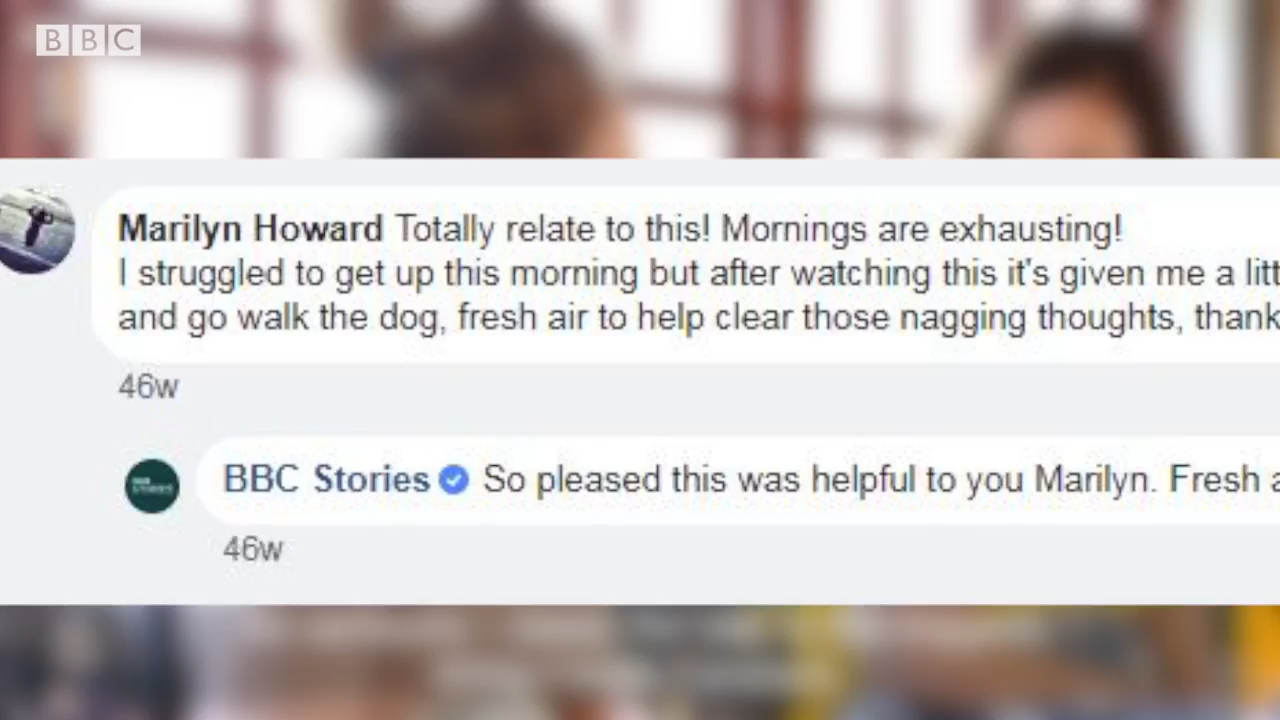 BBC
Marilyn Howard Totally relate to this! Mornings are exhausting!
I struggled to get up this morning but after watching this it's given me a litt
and go walk the dog, fresh air to help clear those nagging thoughts, thank
46w
BBC Stories So pleased this was helpful to you Marilyn. Fresh a
46w